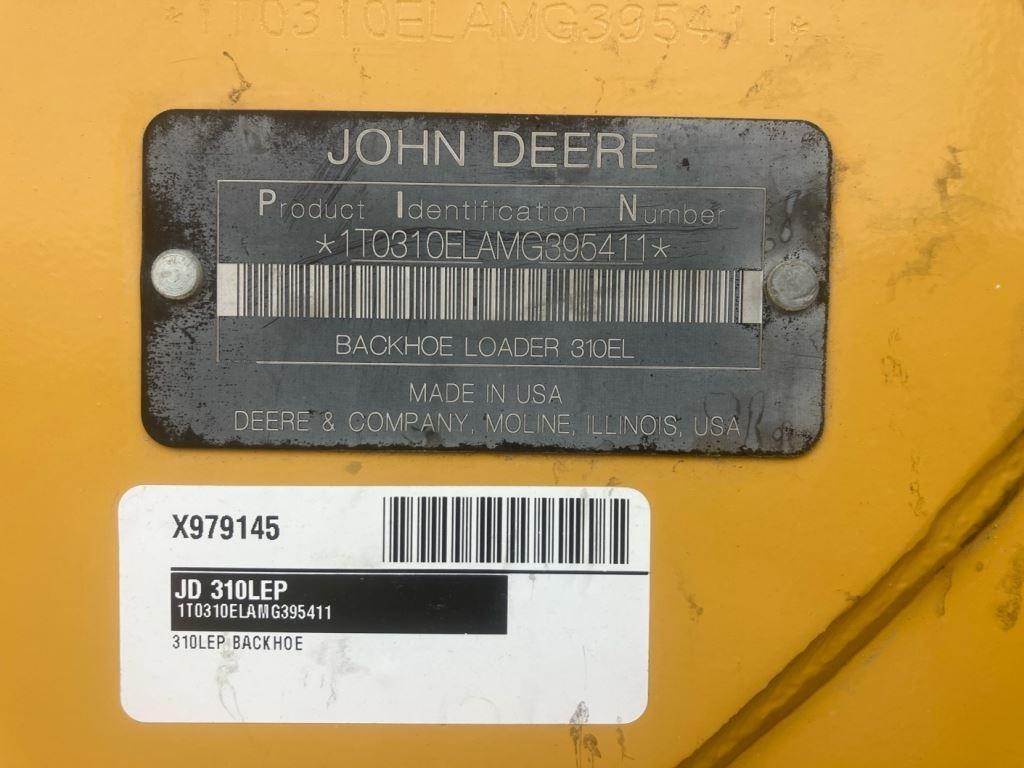 *1T0310ELAMG395411*
JOHN DEERE
Product Identification Number
*1T0310ELAMG395411*
BACKHOE LOADER 310EL
MADE IN USA
DEERE & COMPANY, MOLINE, ILLINOIS, USA
X979145
JD 310LEP
1T0310ELAMG395411
310LEP BACKHOE